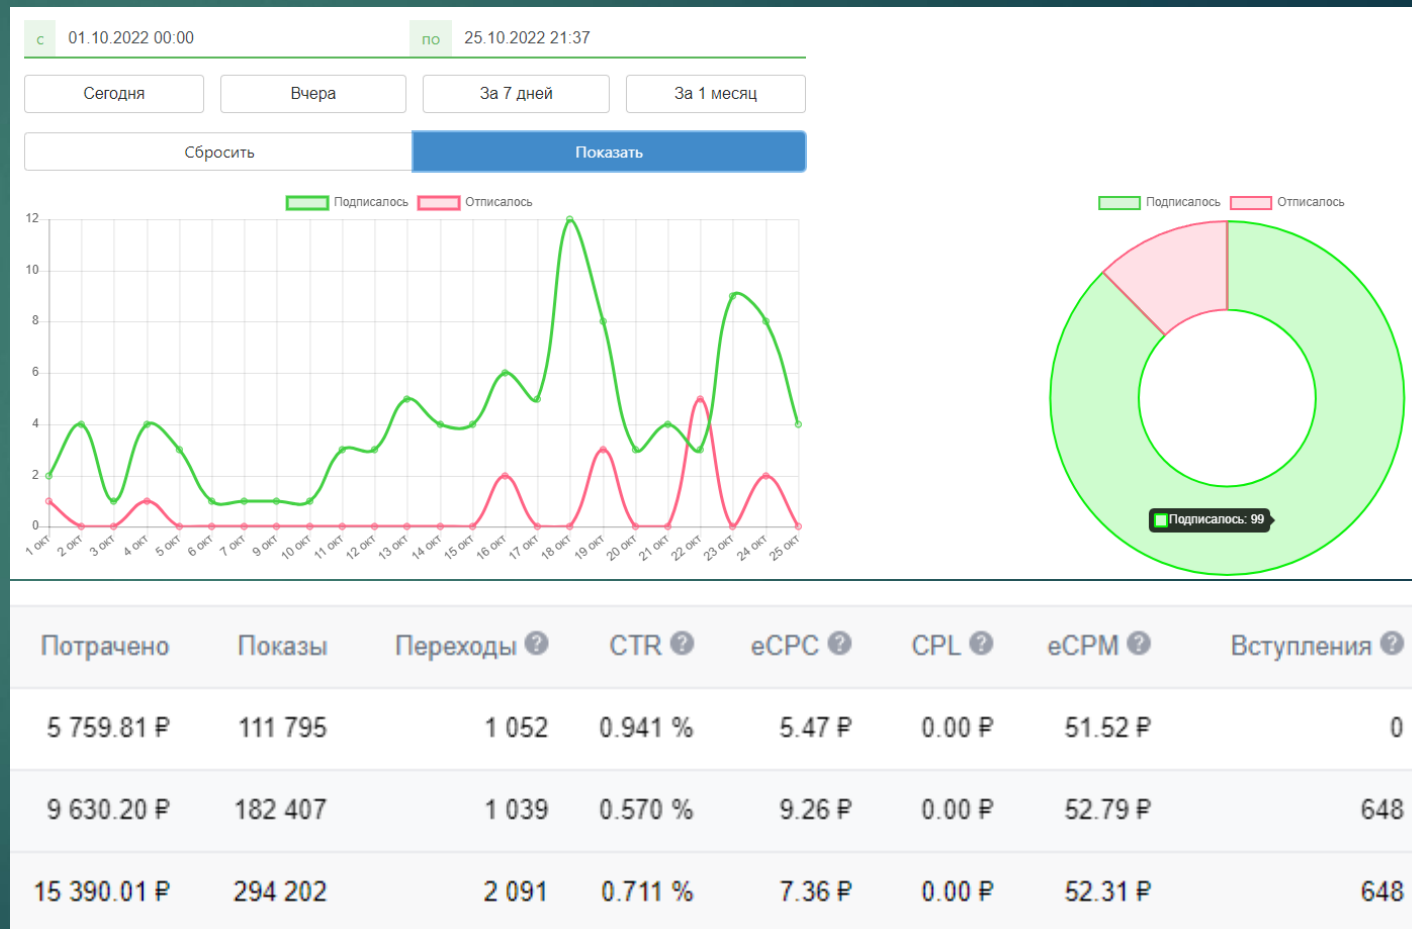 с 01.10.2022 00:00 по 25.10.2022 21:37
Сегодня Вчера За 7 дней За 1 месяц
Сбросить Показать
Подписалось Отписалось
12
10
8
6
4
2
0
1 окт 2 окт 3 окт 4 окт 5 окт 6 окт 7 окт 9 окт 10 окт 11 окт 12 окт 13 окт 14 окт 15 окт 16 окт 17 окт 18 окт 19 окт 20 окт 21 окт 22 окт 23 окт 24 окт 25 окт
Подписалось Отписалось
Подписалось: 99
Потрачено Показы Переходы ? CTR ? eCPC ? CPL ? eCPM ? Вступления ?
5 759.81 ₽ 111 795 1 052 0.941 % 5.47 ₽ 0.00 ₽ 51.52 ₽ 0
9 630.20 ₽ 182 407 1 039 0.570 % 9.26 ₽ 0.00 ₽ 52.79 ₽ 648
15 390.01 ₽ 294 202 2 091 0.711 % 7.36 ₽ 0.00 ₽ 52.31 ₽ 648